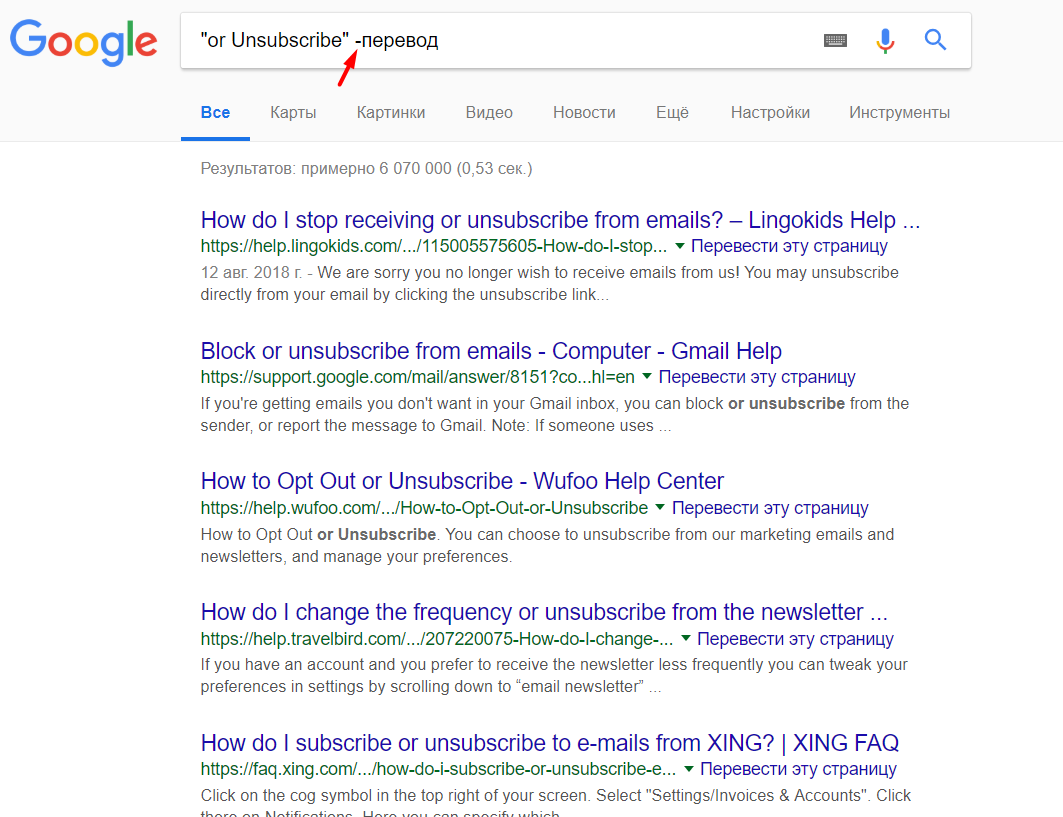 Google
"or Unsubscribe" -перевод
Все Карты Картинки Видео Новости Ещё Настройки Инструменты
Результатов: примерно 6 070 000 (0,53 сек.)
How do I stop receiving or unsubscribe from emails? – Lingokids Help ...
https://help.lingokids.com/.../115005575605-How-do-I-stop... ▼ Перевести эту страницу
12 авг. 2018 г. - We are sorry you no longer wish to receive emails from us! You may unsubscribe
directly from your email by clicking the unsubscribe link...
Block or unsubscribe from emails - Computer - Gmail Help
https://support.google.com/mail/answer/8151?co...hl=en ▼ Перевести эту страницу
If you're getting emails you don't want in your Gmail inbox, you can block or unsubscribe from the
sender, or report the message to Gmail. Note: If someone uses ...
How to Opt Out or Unsubscribe - Wufoo Help Center
https://help.wufoo.com/.../How-to-Opt-Out-or-Unsubscribe ▼ Перевести эту страницу
How to Opt Out or Unsubscribe. You can choose to unsubscribe from our marketing emails and
newsletters, and manage your preferences.
How do I change the frequency or unsubscribe from the newsletter ...
https://help.travelbird.com/.../207220075-How-do-I-change-... ▼ Перевести эту страницу
If you have an account and you prefer to receive the newsletter less frequently you can tweak your
preferences in settings by scrolling down to “email newsletter” ...
How do I subscribe or unsubscribe to e-mails from XING? | XING FAQ
https://faq.xing.com/.../how-do-i-subscribe-or-unsubscribe-e... ▼ Перевести эту страницу
Click on the cog symbol in the top right of your screen. Select "Settings/Invoices & Accounts". Click
there on Notifications. Here you can specify which